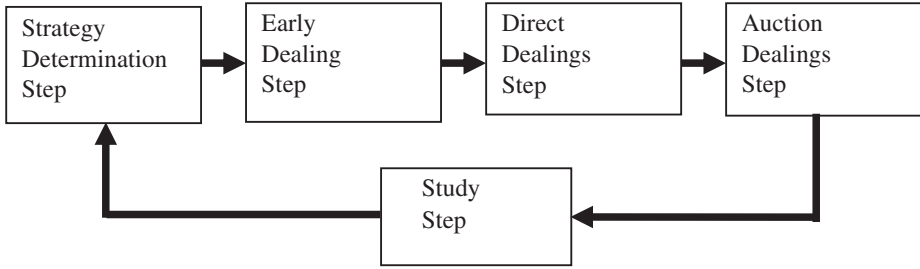 Strategy
Determination
Step
Early
Dealing
Step
Direct
Dealings
Step
Auction
Dealings
Step
Study
Step